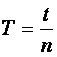 T = t/n